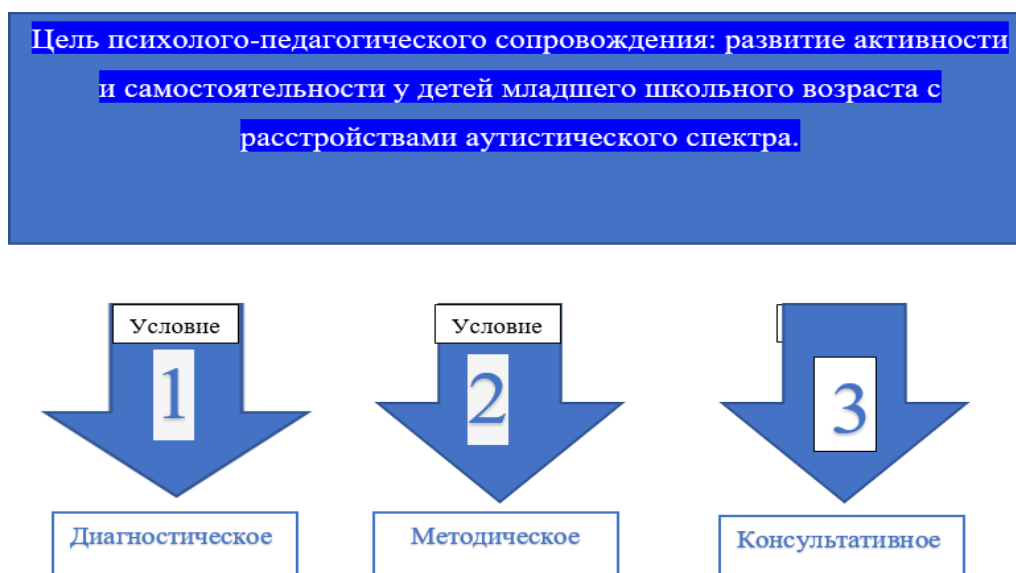 Цель психолого-педагогического сопровождения: развитие активности
и самостоятельности у детей младшего школьного возраста с
расстройствами аутистического спектра.
Условие
Условие
1
2
3
Диагностическое
Методическое
Консультативное